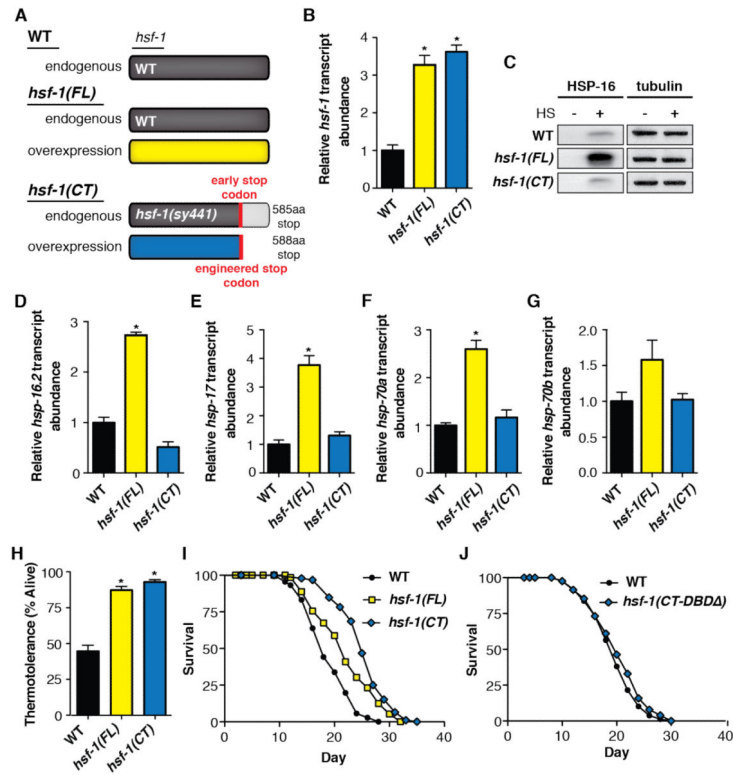 A
WT
hsf-1
endogenous
WT
hsf-1(FL)
endogenous
WT
overexpression
early stop
codon
hsf-1(CT)
endogenous
hsf-1(sy441)
585aa
stop
overexpression
588aa
stop
engineered stop
codon
B
Relative hsf-1 transcript
abundance
4
3
2
1
0
*
*
WT
hsf-1(FL)
hsf-1(CT)
C
HSP-16
tubulin
HS
-
+
-
+
WT
hsf-1(FL)
hsf-1(CT)
D
Relative hsp-16.2 transcript
abundance
3
2
1
0
*
WT
hsf-1(FL)
hsf-1(CT)
E
Relative hsp-17 transcript
abundance
5
4
3
2
1
0
*
WT
hsf-1(FL)
hsf-1(CT)
F
Relative hsp-70a transcript
abundance
3
2
1
0
*
WT
hsf-1(FL)
hsf-1(CT)
G
Relative hsp-70b transcript
abundance
2.0
1.5
1.0
0.5
0.0
WT
hsf-1(FL)
hsf-1(CT)
H
Thermotolerance (% Alive)
100
75
50
25
0
*
*
WT
hsf-1(FL)
hsf-1(CT)
I
Survival
100
75
50
25
0
0
10
20
30
40
Day
WT
hsf-1(FL)
hsf-1(CT)
J
Survival
100
75
50
25
0
0
10
20
30
40
Day
WT
hsf-1(CT-DBDΔ)